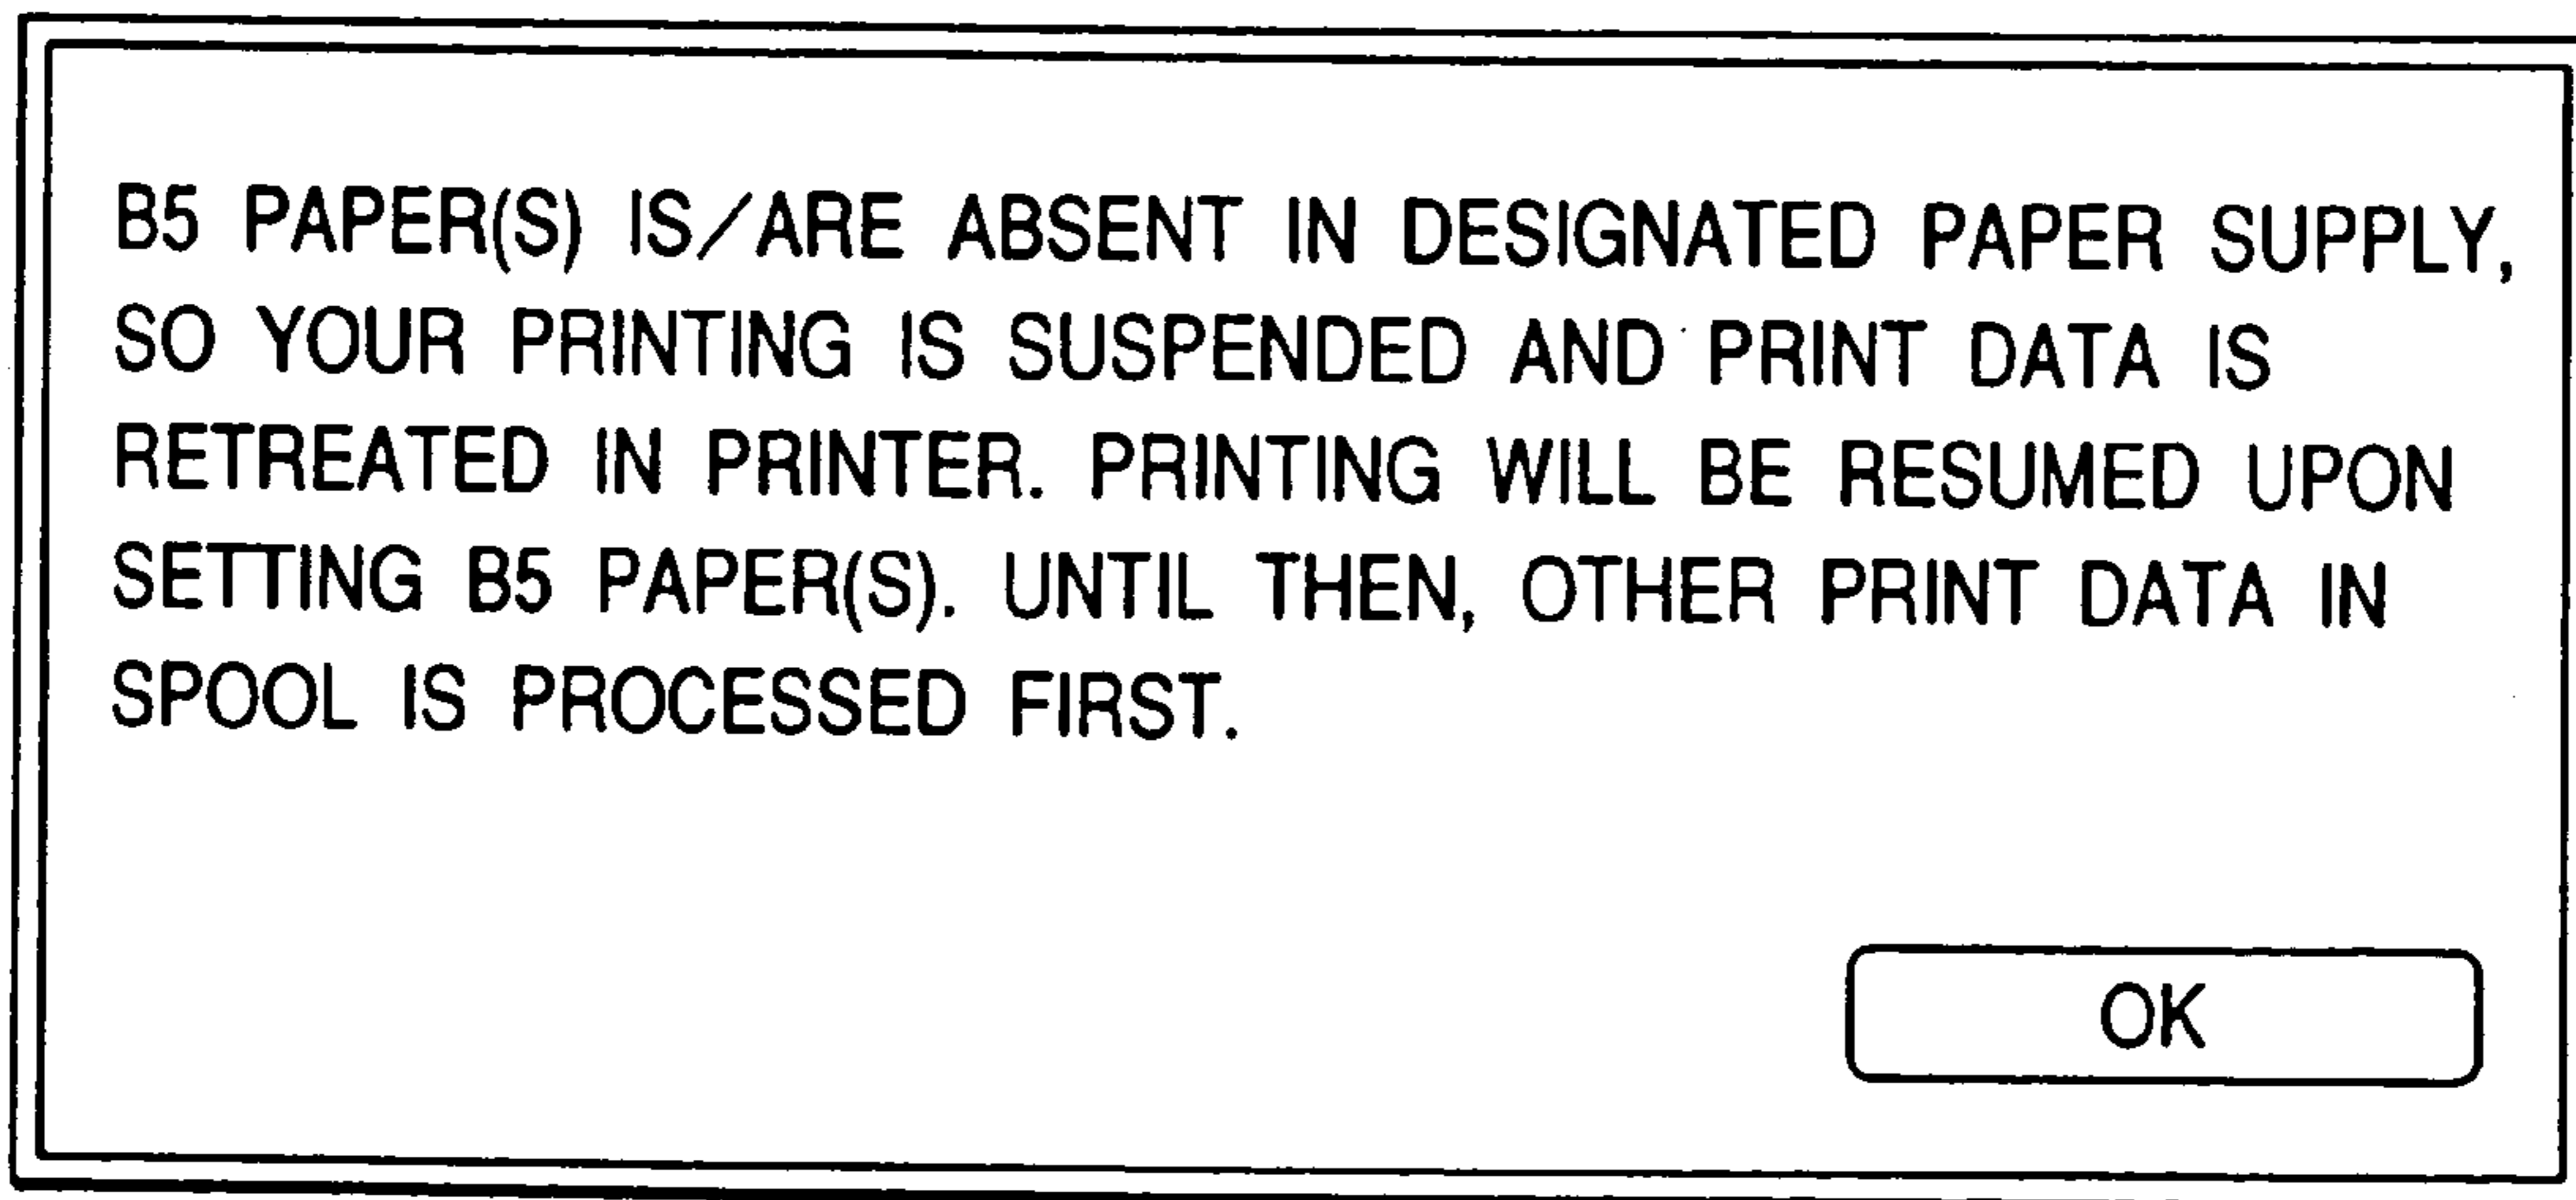 B5 PAPER(S) IS/ARE ABSENT IN DESIGNATED PAPER SUPPLY,
SO YOUR PRINTING IS SUSPENDED AND PRINT DATA IS
RETREATED IN PRINTER. PRINTING WILL BE RESUMED UPON
SETTING B5 PAPER(S). UNTIL THEN, OTHER PRINT DATA IN
SPOOL IS PROCESSED FIRST.
OK